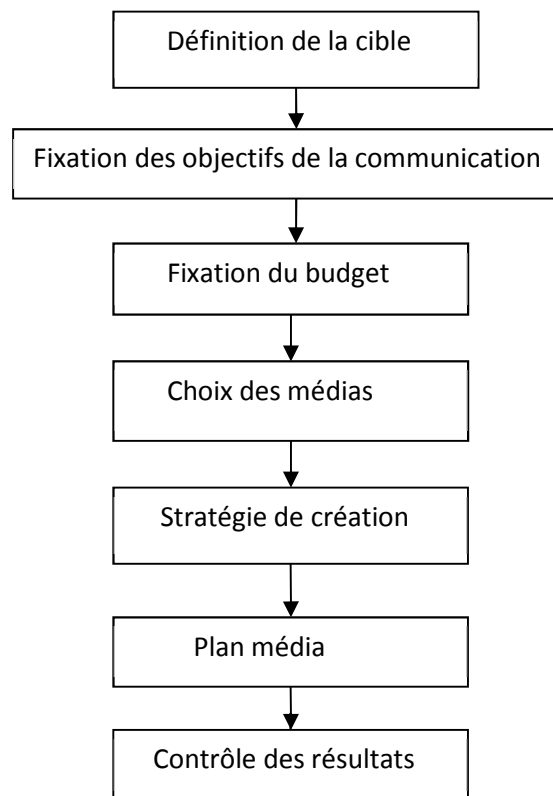 Définition de la cible
Fixation des objectifs de la communication
Fixation du budget
Choix des médias
Stratégie de création
Plan média
Contrôle des résultats